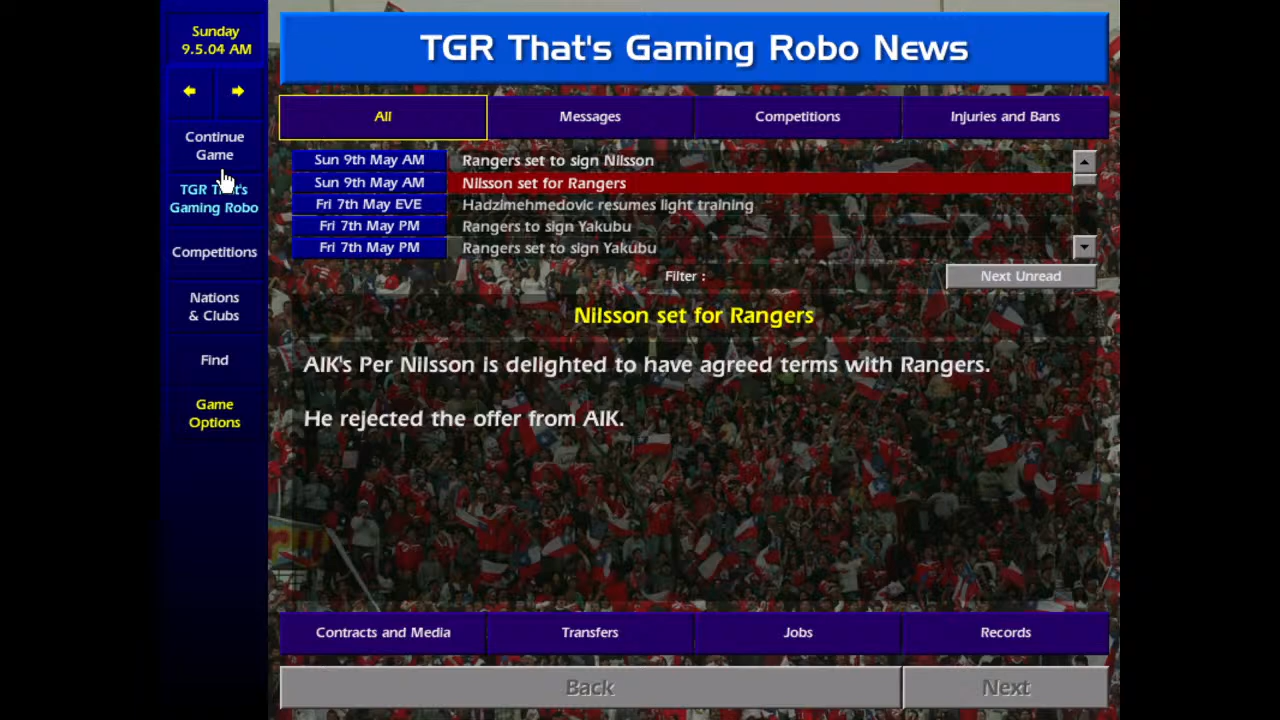 Sunday
9.5.04 AM
Continue
Game
TGR T's
Gaming Robo
Competitions
Nations
& Clubs
Find
Game
Options
TGR That's Gaming Robo News
All
Messages
Competitions
Injuries and Bans
Sun 9th May AM Rangers set to sign Nilsson
Sun 9th May AM Nilsson set for Rangers
Fri 7th May EVE Hadzimehmedovic resumes light training
Fri 7th May PM Rangers to sign Yakubu
Fri 7th May PM Rangers set to sign Yakubu
Filter :
Next Unread
Nilsson set for Rangers
AIK's Per Nilsson is delighted to have agreed terms with Rangers.
He rejected the offer from AIK.
Contracts and Media
Transfers
Jobs
Records
Back
Next